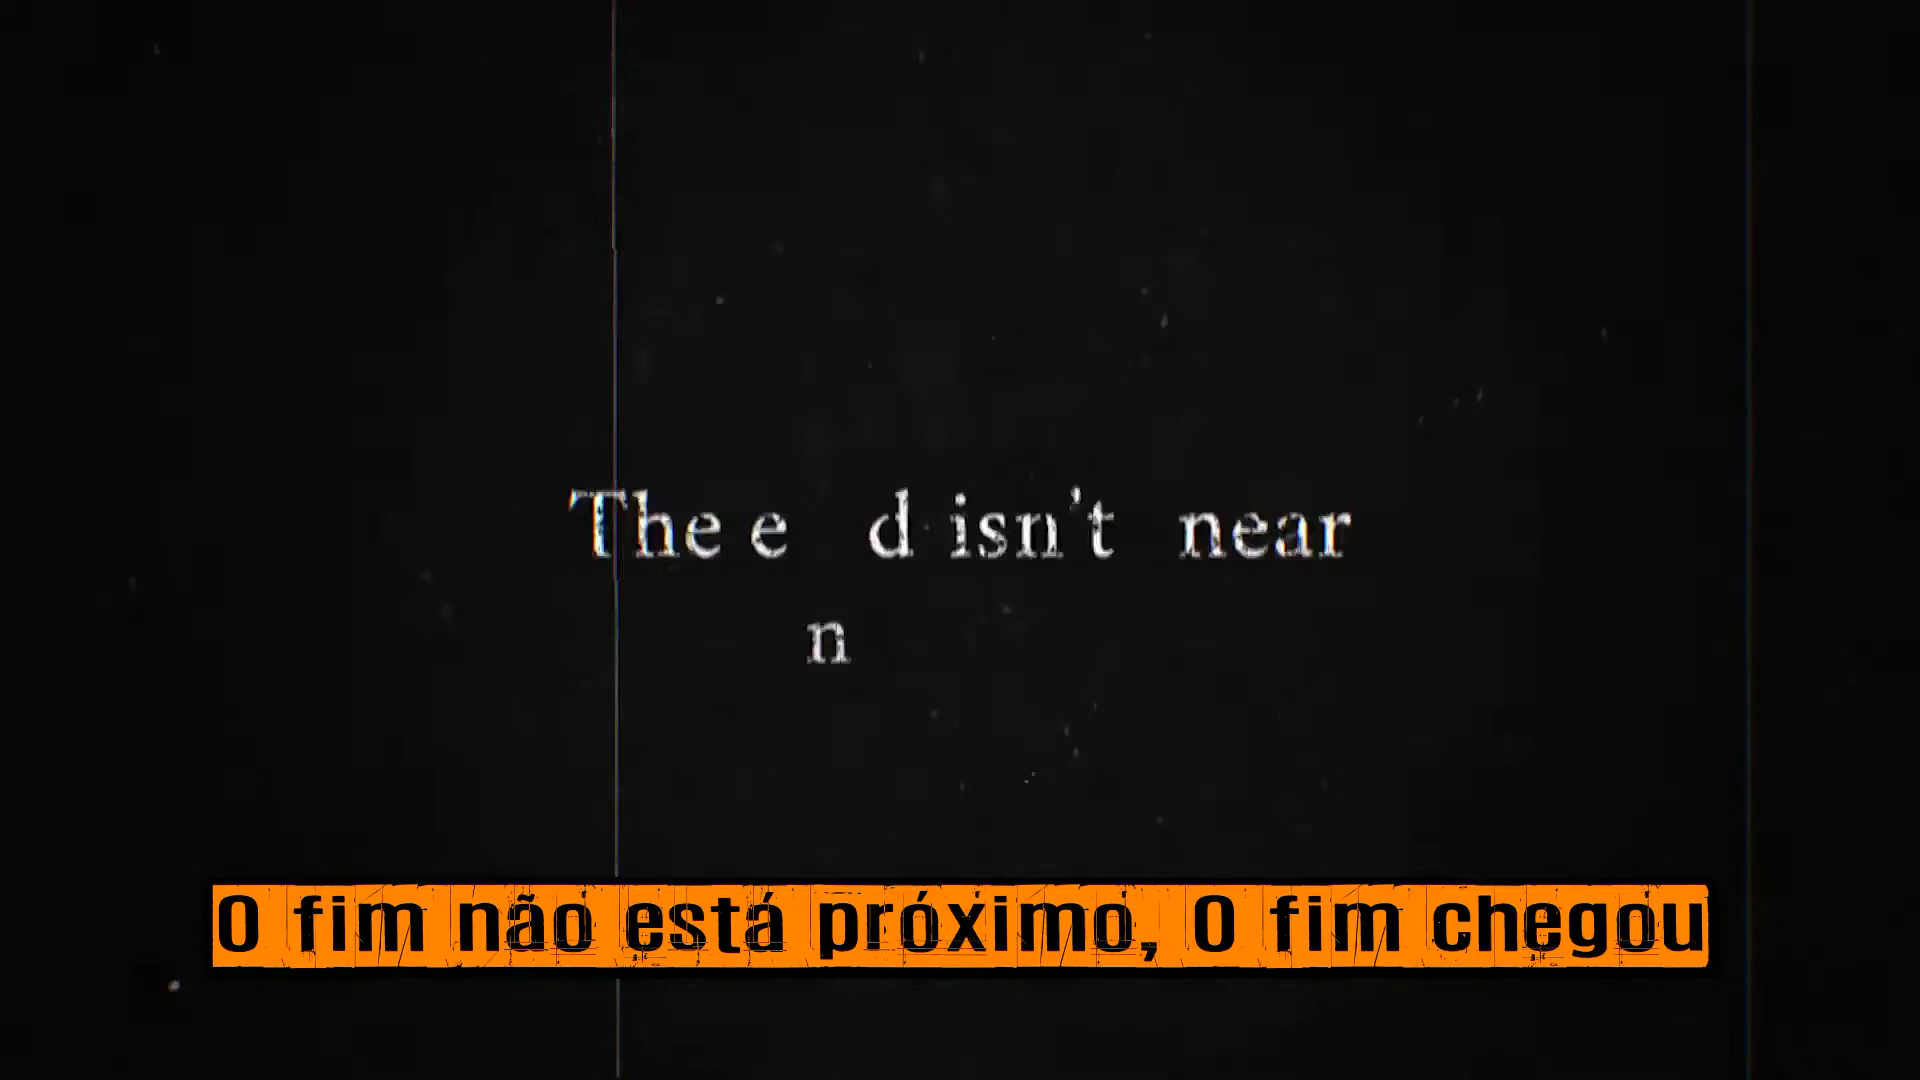 The e d isn't near
n
O fim não está próximo, O fim chegou